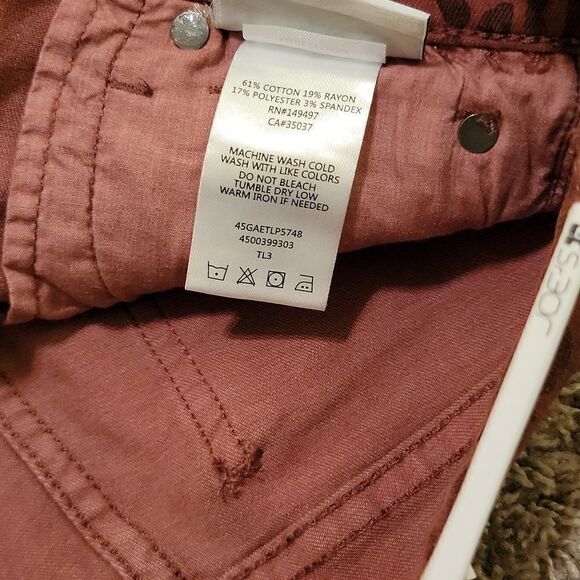 61% COTTON 19% RAYON
17% POLYESTER 3% SPANDEX
RN#149497
CA#35037
MACHINE WASH COLD
WASH WITH LIKE COLORS
DO NOT BLEACH
TUMBLE DRY LOW
WARM IRON IF NEEDED
45GAETLP5748
4500399303
TL3
JOE'S